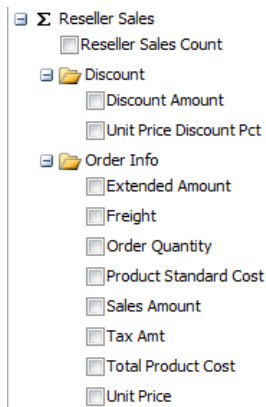 Σ Reseller Sales
Reseller Sales Count
Discount
Discount Amount
Unit Price Discount Pct
Order Info
Extended Amount
Freight
Order Quantity
Product Standard Cost
Sales Amount
Tax Amt
Total Product Cost
Unit Price